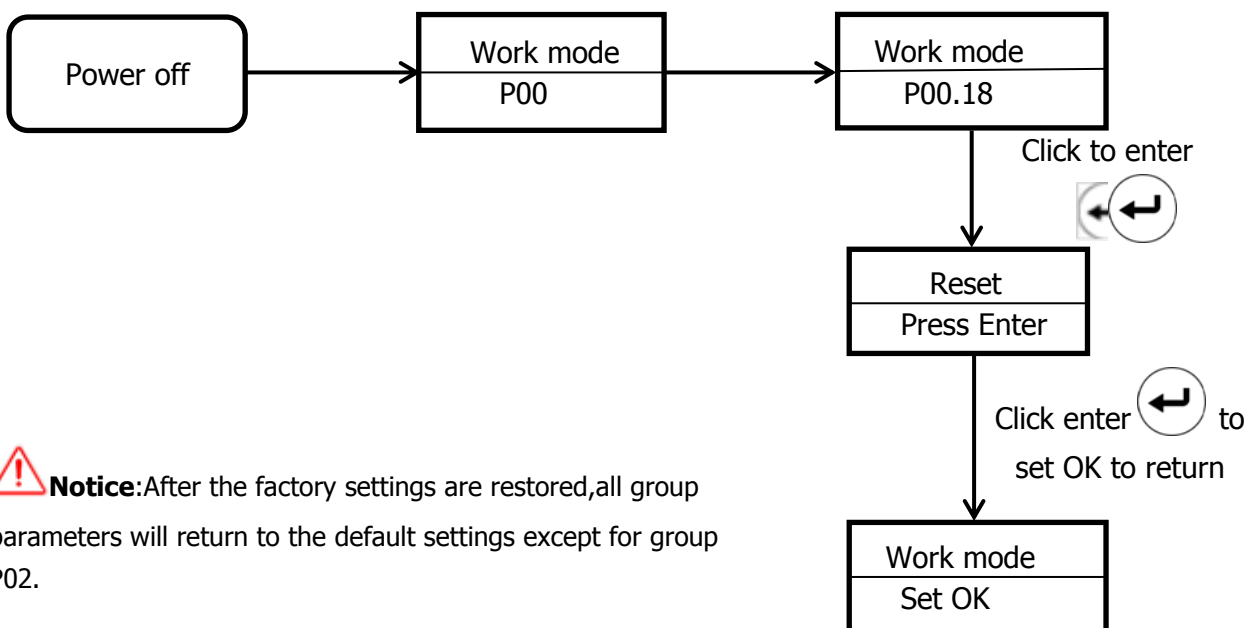 Power off
Work mode
P00
Work mode
P00.18
Click to enter
Reset
Press Enter
Click enter to
set OK to return
Notice:After the factory settings are restored,all group
parameters will return to the default settings except for group
P02.
Work mode
Set OK